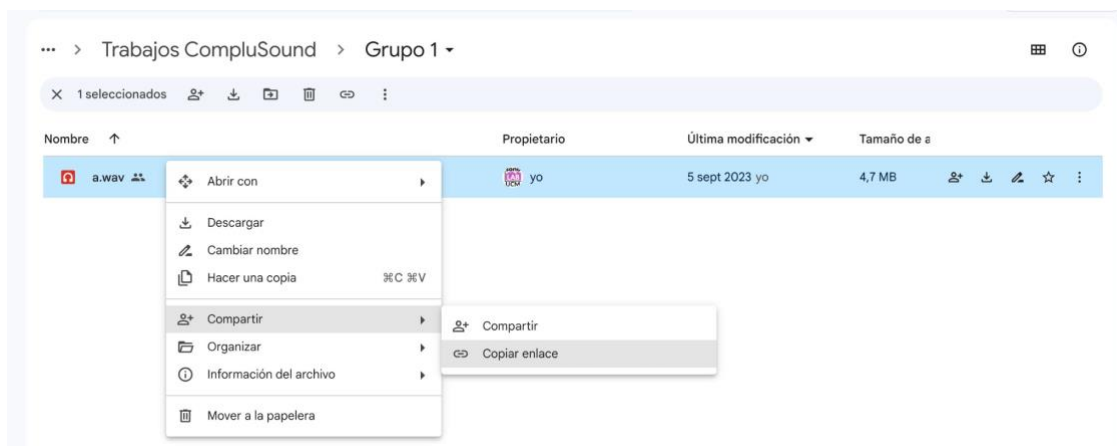 ... > Trabajos CompluSound > Grupo 1
1 seleccionados
Nombre Propietario Última modificación Tamaño de a
a.wav yo 5 sept 2023 yo 4,7 MB
Abrir con
Descargar
Cambiar nombre
Hacer una copia ⌘C ⌘V
Compartir
Compartir
Organizar
Copiar enlace
Información del archivo
Mover a la papelera